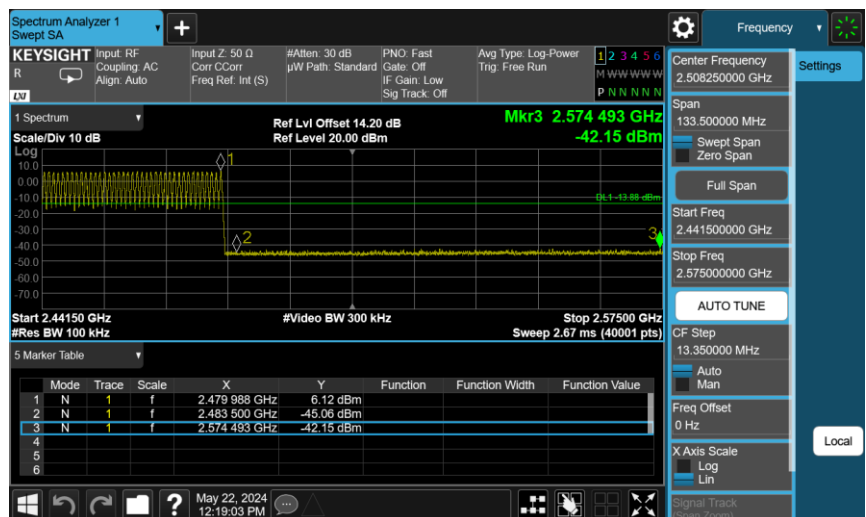 Spectrum Analyzer 1
Swept SA
+
Frequency
KEYSIGHT
R
LXI
Input: RF
Coupling: AC
Align: Auto
Input Z: 50 Ω
Corr CCorr
Freq Ref: Int (S)
#Atten: 30 dB
µW Path: Standard
PNO: Fast
Gate: Off
IF Gain: Low
Sig Track: Off
Avg Type: Log-Power
Trig: Free Run
1 2 3 4 5 6
M W W W W W
P N N N N N
Center Frequency
2.508250000 GHz
Settings
1 Spectrum
Scale/Div 10 dB
Ref Lvl Offset 14.20 dB
Ref Level 20.00 dBm
Mkr3 2.574 493 GHz
-42.15 dBm
Span
133.500000 MHz
Swept Span
Zero Span
Full Span
Log
10.0
0.00
-10.0
-20.0
-30.0
-40.0
-50.0
-60.0
-70.0
1
2
3
DL1 -13.88 dBm
Start Freq
2.441500000 GHz
Stop Freq
2.575000000 GHz
AUTO TUNE
Start 2.44150 GHz
#Res BW 100 kHz
#Video BW 300 kHz
Stop 2.57500 GHz
Sweep 2.67 ms (40001 pts)
CF Step
13.350000 MHz
Auto
Man
5 Marker Table
Mode Trace Scale X Y Function Function Width Function Value
1 N 1 f 2.479 988 GHz 6.12 dBm
2 N 1 f 2.483 500 GHz -45.06 dBm
3 N 1 f 2.574 493 GHz -42.15 dBm
4
5
6
Freq Offset
0 Hz
X Axis Scale
Log
Lin
Local
Signal Track
(Span Zoom)
?
May 22, 2024
12:19:03 PM